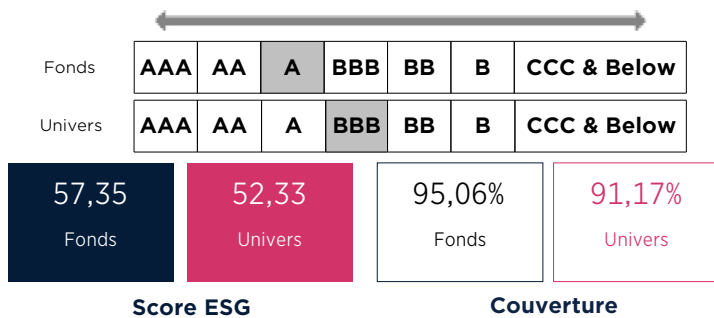 Fonds AAA AA A BBB BB B CCC & Below
Univers AAA AA A BBB BB B CCC & Below
57,35 52,33 95,06% 91,17%
Fonds Univers Fonds Univers
Score ESG Couverture